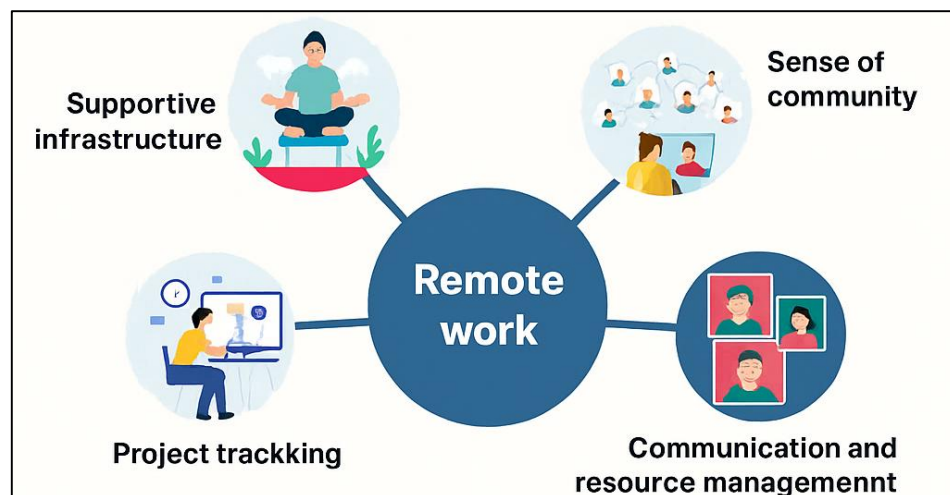 Supportive
infrastructure
Sense of
community
Remote
work
Project trackking
Communication and
resource managemennt